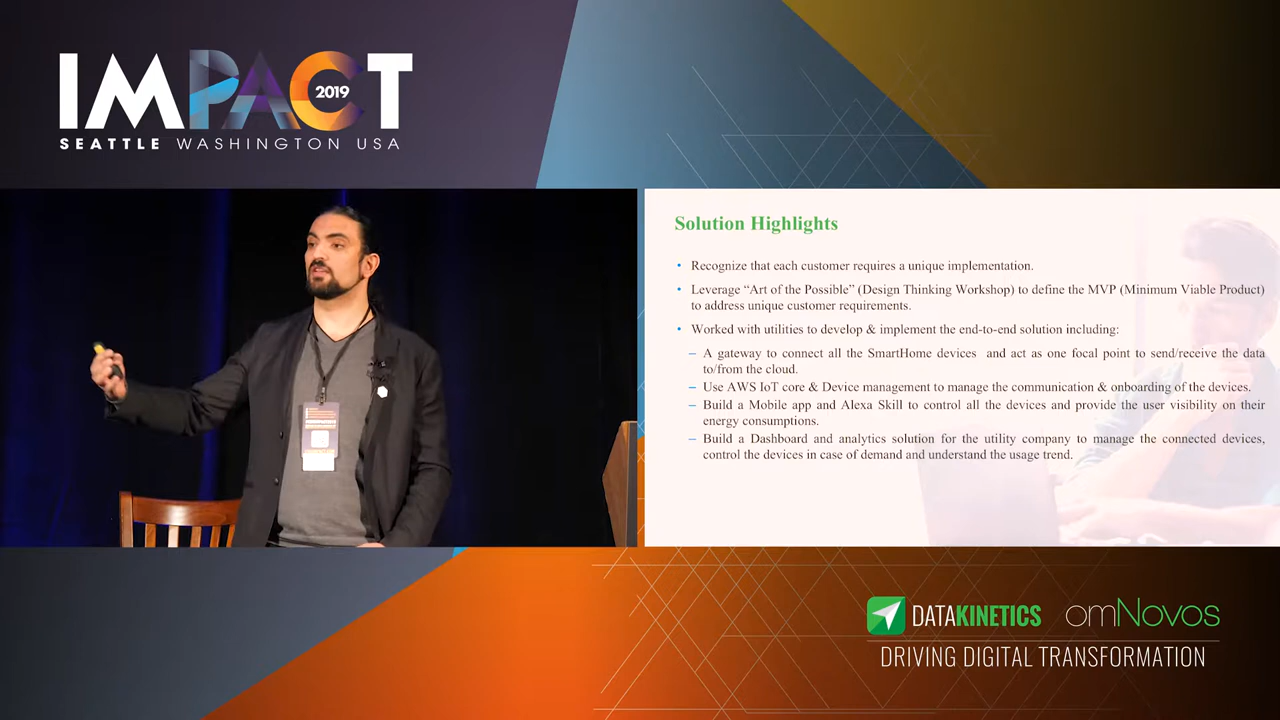 IMPACT
2019
SEATTLE WASHINGTON USA
Solution Highlights
• Recognize that each customer requires a unique implementation.
• Leverage “Art of the Possible” (Design Thinking Workshop) to define the MVP (Minimum Viable Product)
to address unique customer requirements.
• Worked with utilities to develop & implement the end-to-end solution including:
– A gateway to connect all the SmartHome devices and act as one focal point to send/receive the data
to/from the cloud.
– Use AWS IoT core & Device management to manage the communication & onboarding of the devices.
– Build a Mobile app and Alexa Skill to control all the devices and provide the user visibility on their
energy consumptions.
– Build a Dashboard and analytics solution for the utility company to manage the connected devices,
control the devices in case of demand and understand the usage trend.
DATAKINETICS omNovos
DRIVING DIGITAL TRANSFORMATION